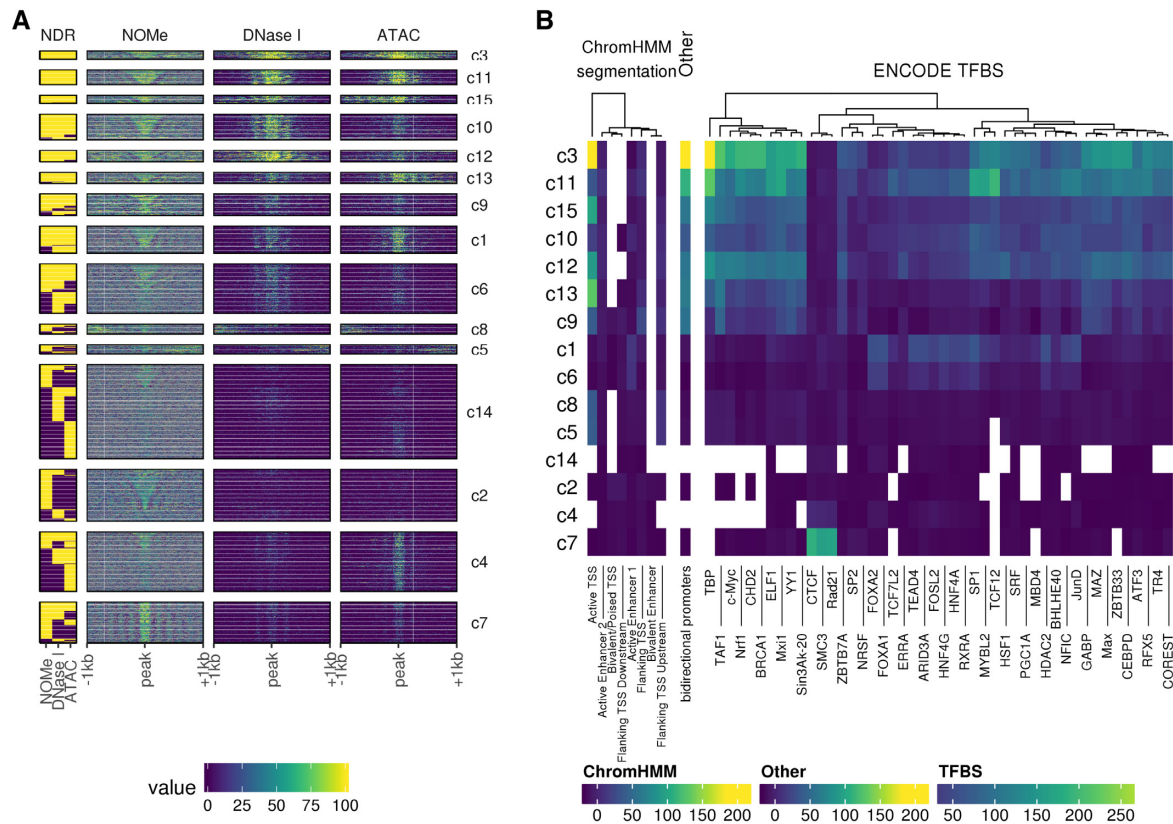 A
NDR
NOMe
DNase I
ATAC
c3
c11
c15
c10
c12
c13
c9
c1
c6
c8
c5
c14
c2
c4
c7
NOMe
DNase I
ATAC
-1kb
peak
+1kb
-1kb
peak
+1kb
-1kb
peak
+1kb
value
0 25 50 75 100
B
ChromHMM
segmentation
Other
ENCODE TFBS
c3
c11
c15
c10
c12
c13
c9
c1
c6
c8
c5
c14
c2
c4
c7
Active TSS
Active Enhancer 2
Bivalent/Poised TSS
Flanking TSS Downstream
Active Enhancer 1
Flanking TSS
Bivalent Enhancer
Flanking TSS Upstream
bidirectional promoters
TBP
TAF1
c-Myc
Nrf1
CHD2
BRCA1
ELF1
Mxi1
YY1
Sin3Ak-20
CTCF
SMC3
Rad21
ZBTB7A
SP2
NRSF
FOXA2
FOXA1
TCF7L2
ERRA
TEAD4
ARID3A
FOSL2
HNF4G
HNF4A
RXRA
SP1
MYBL2
TCF12
HSF1
SRF
PGC1A
MBD4
HDAC2
BHLHE40
NFIC
JunD
GABP
MAZ
Max
ZBTB33
CEBPD
ATF3
RFX5
TR4
COREST
ChromHMM
0 50 100 150 200
Other
0 50 100 150 200
TFBS
50 100 150 200 250